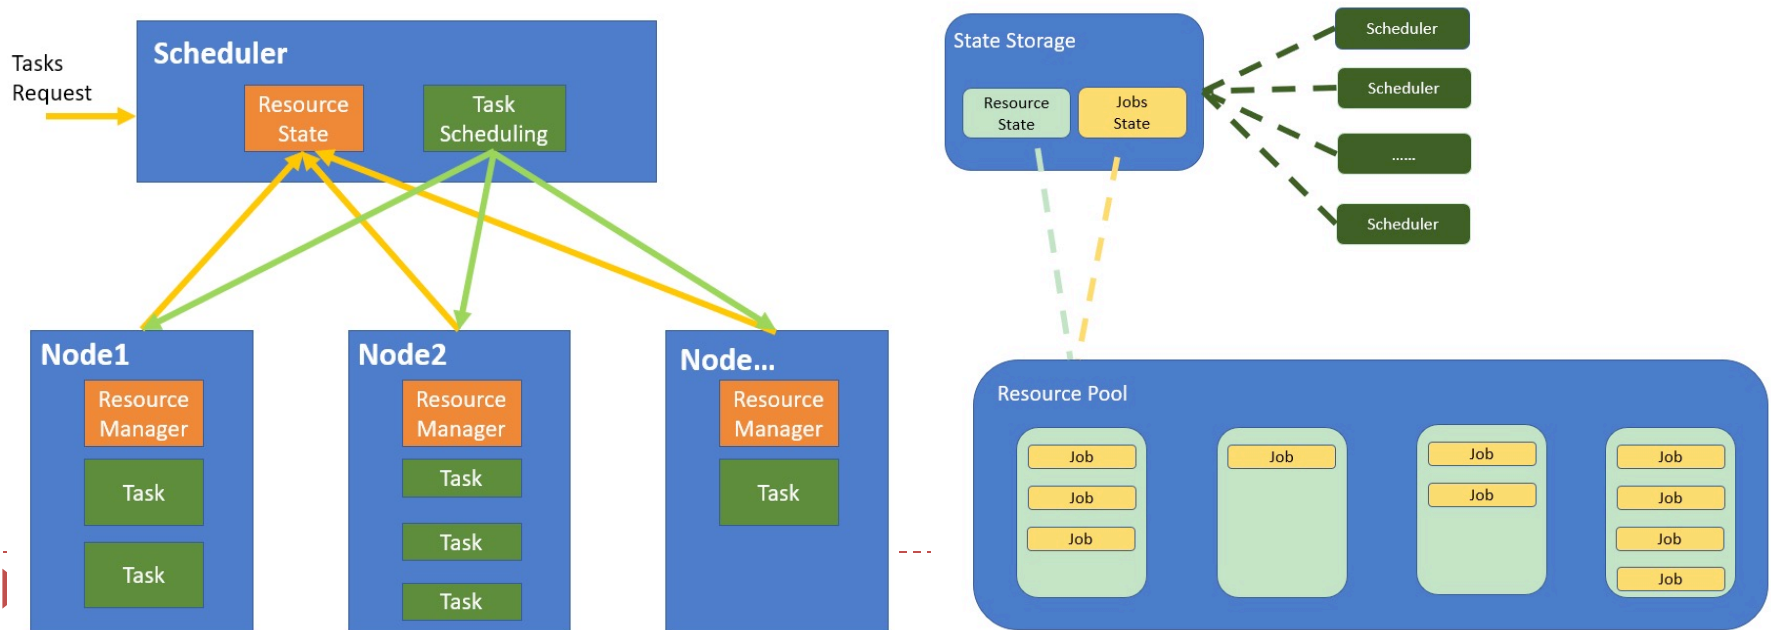 Tasks
Request
Scheduler
Resource
State
Task
Scheduling
Node1
Resource
Manager
Task
Task
Node2
Resource
Manager
Task
Task
Task
Node...
Resource
Manager
Task
State Storage
Resource
State
Jobs
State
Scheduler
Scheduler
......
Scheduler
Resource Pool
Job
Job
Job
Job
Job
Job
Job
Job
Job
Job